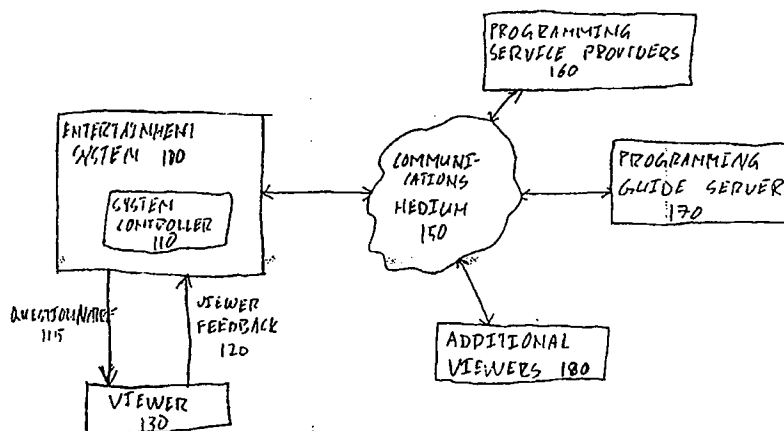 PROGRAMMING
SERVICE PROVIDERS
160
ENTERTAINMENT
SYSTEM 100
SYSTEM
CONTROLLER
110
COMMUNI-
CATIONS
MEDIUM
150
PROGRAMMING
GUIDE SERVER
170
QUESTIONNAIRE
115
VIEWER
FEEDBACK
120
ADDITIONAL
VIEWERS 180
VIEWER
130